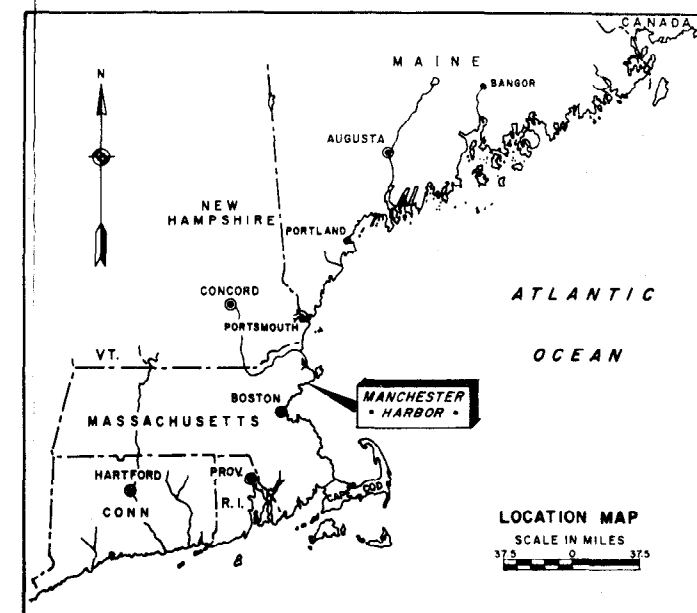 CANADA
N
MAINE
BANGOR
AUGUSTA
NEW
HAMPSHIRE
PORTLAND
CONCORD
PORTSMOUTH
ATLANTIC
OCEAN
VT.
MASSACHUSETTS
BOSTON
MANCHESTER
• HARBOR •
HARTFORD
CONN
PROV.
R.I.
CAPE COD
LOCATION MAP
SCALE IN MILES
37.5 0 37.5